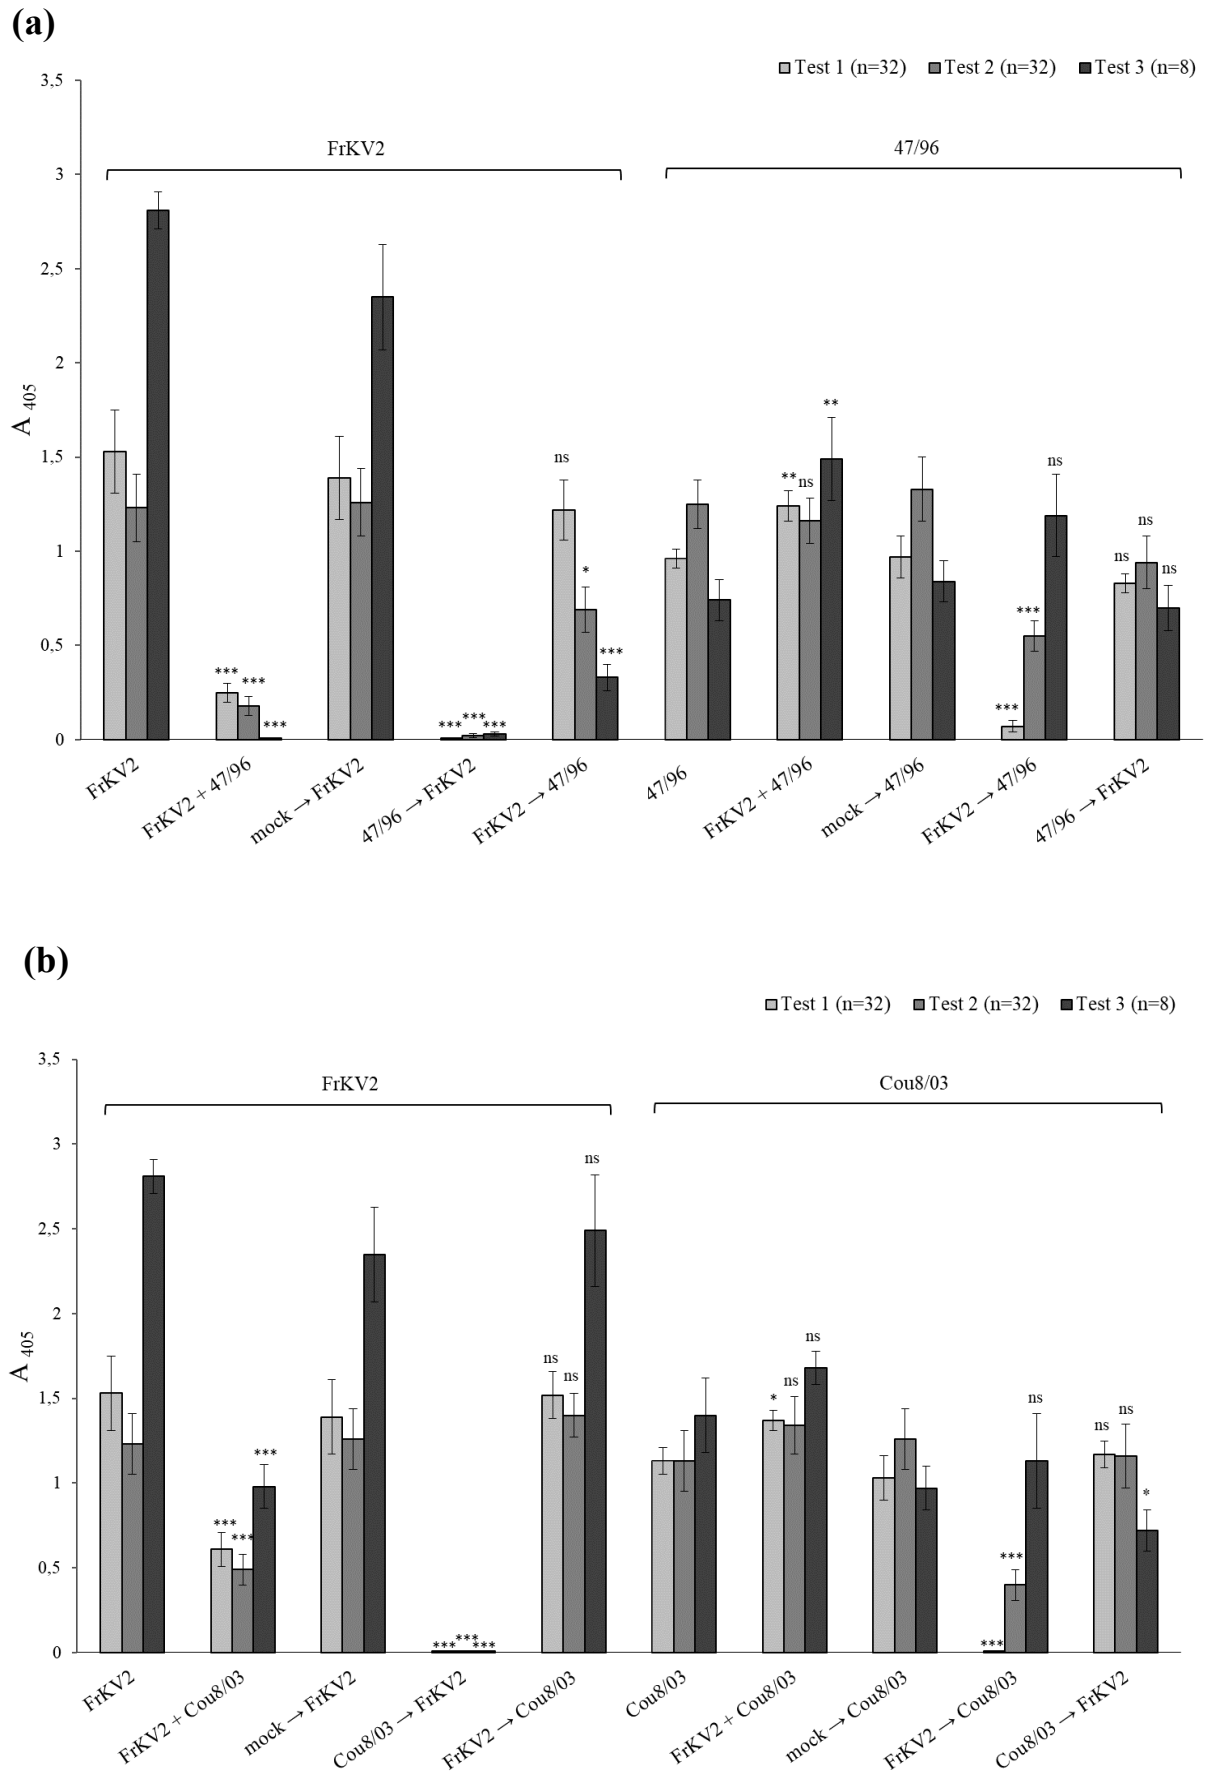 (a)
Test 1 (n=32) Test 2 (n=32) Test 3 (n=8)
3,5
3
2,5
2
1,5
1
0,5
0
A 405
FrKV2 47/96
**
ns
** ns
ns
*
***
ns ns ns
***
***
*** *** ***
*** *** ***
***
FrKV2
FrKV2 + 47/96
mock → FrKV2
47/96 → FrKV2
FrKV2 → 47/96
47/96
FrKV2 + 47/96
mock → 47/96
FrKV2 → 47/96
47/96 → FrKV2
(b)
Test 1 (n=32) Test 2 (n=32) Test 3 (n=8)
3,5
3
2,5
2
1,5
1
0,5
0
A 405
FrKV2 Cou8/03
ns
ns
ns ns
* ns
ns
ns ns
***
*
*** ***
***
*** *** ***
***
FrKV2
FrKV2 + Cou8/03
mock → FrKV2
Cou8/03 → FrKV2
FrKV2 → Cou8/03
Cou8/03
FrKV2 + Cou8/03
mock → Cou8/03
FrKV2 → Cou8/03
Cou8/03 → FrKV2